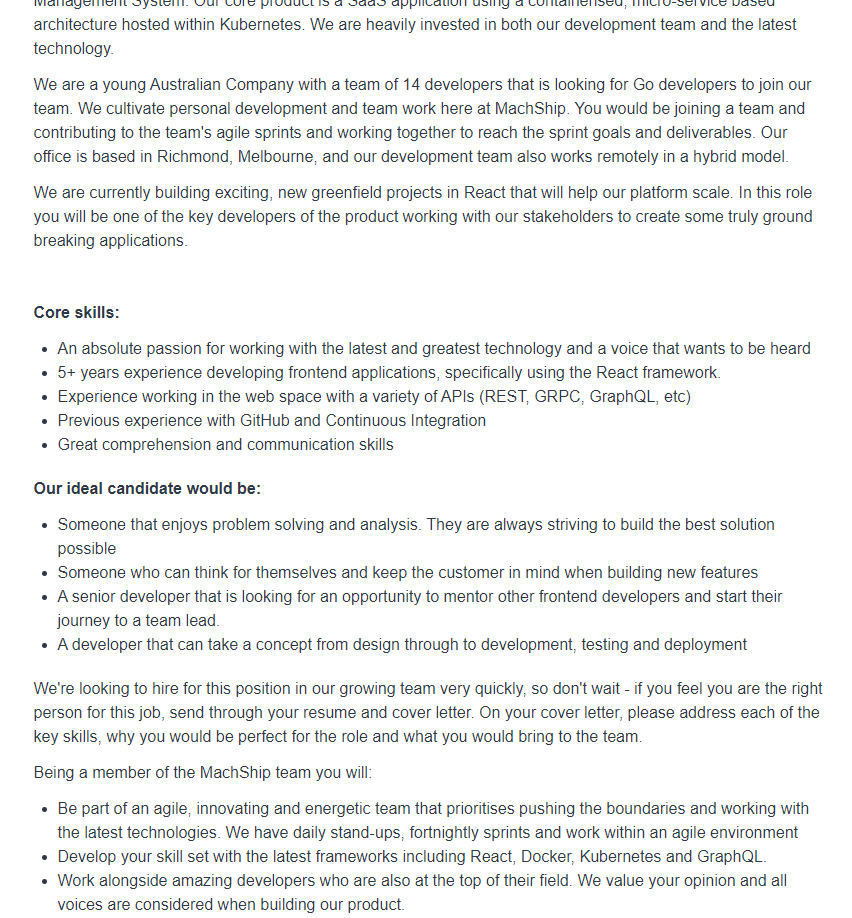 Management System. Our core product is a SaaS application using a containerised, micro-service based
architecture hosted within Kubernetes. We are heavily invested in both our development team and the latest
technology.
We are a young Australian Company with a team of 14 developers that is looking for Go developers to join our
team. We cultivate personal development and team work here at MachShip. You would be joining a team and
contributing to the team's agile sprints and working together to reach the sprint goals and deliverables. Our
office is based in Richmond, Melbourne, and our development team also works remotely in a hybrid model.
We are currently building exciting, new greenfield projects in React that will help our platform scale. In this role
you will be one of the key developers of the product working with our stakeholders to create some truly ground
breaking applications.
Core skills:
• An absolute passion for working with the latest and greatest technology and a voice that wants to be heard
• 5+ years experience developing frontend applications, specifically using the React framework.
• Experience working in the web space with a variety of APIs (REST, GRPC, GraphQL, etc)
• Previous experience with GitHub and Continuous Integration
• Great comprehension and communication skills
Our ideal candidate would be:
• Someone that enjoys problem solving and analysis. They are always striving to build the best solution
possible
• Someone who can think for themselves and keep the customer in mind when building new features
• A senior developer that is looking for an opportunity to mentor other frontend developers and start their
journey to a team lead.
• A developer that can take a concept from design through to development, testing and deployment
We're looking to hire for this position in our growing team very quickly, so don't wait - if you feel you are the right
person for this job, send through your resume and cover letter. On your cover letter, please address each of the
key skills, why you would be perfect for the role and what you would bring to the team.
Being a member of the MachShip team you will:
• Be part of an agile, innovating and energetic team that prioritises pushing the boundaries and working with
the latest technologies. We have daily stand-ups, fortnightly sprints and work within an agile environment
• Develop your skill set with the latest frameworks including React, Docker, Kubernetes and GraphQL.
• Work alongside amazing developers who are also at the top of their field. We value your opinion and all
voices are considered when building our product.